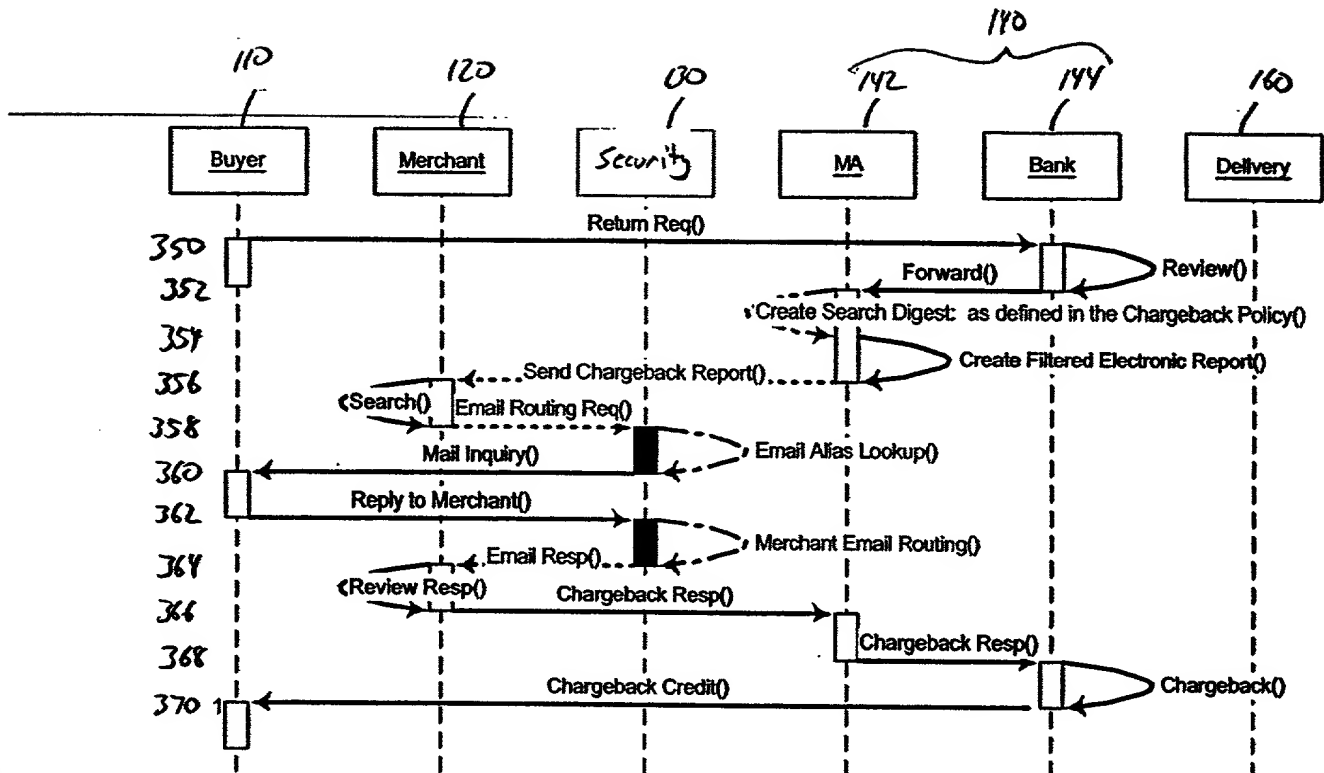 140
110
120
130
142
144
160
Buyer
Merchant
Security
MA
Bank
Delivery
Return Req()
350
Review()
Forward()
352
Create Search Digest: as defined in the Chargeback Policy()
354
Create Filtered Electronic Report()
Send Chargeback Report()
356
Search()
Email Routing Req()
358
Email Alias Lookup()
Mail Inquiry()
360
Reply to Merchant()
362
Merchant Email Routing()
Email Resp()
364
Review Resp()
Chargeback Resp()
366
Chargeback Resp()
368
Chargeback()
Chargeback Credit()
370 1